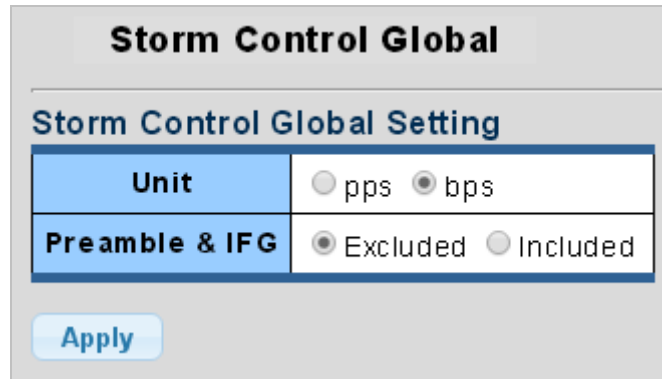 Storm Control Global
Storm Control Global Setting
Unit pps bps
Preamble & IFG Excluded Included
Apply